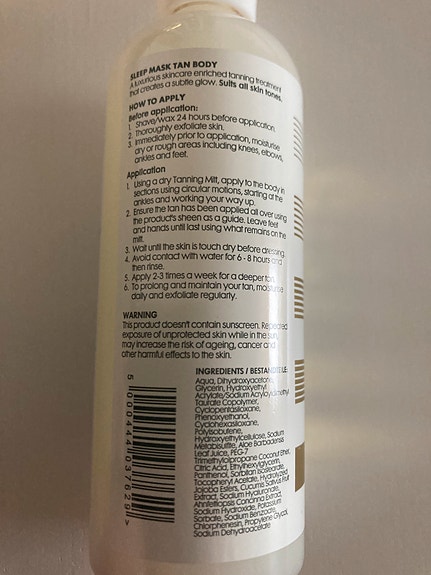 SLEEP MASK TAN BODY
A luxurious skincare enriched tanning treatment
that creates a subtle glow. Suits all skin tones.
HOW TO APPLY
Before application:
1. Shave/wax 24 hours before application.
2. Thoroughly exfoliate skin.
3. Immediately prior to application, moisturise
dry or rough areas including knees, elbows,
ankles and feet.
Application
1. Using a dry Tanning Mitt, apply to the body in
sections using circular motions, starting at the
ankles and working your way up.
2. Ensure the tan has been applied all over using
the product's sheen as a guide. Leave feet
and hands until last using what remains on the
mitt.
3. Wait until the skin is touch dry before dressing.
4. Avoid contact with water for 6 - 8 hours and
then rinse.
5. Apply 2-3 times a week for a deeper tan.
6. To prolong and maintain your tan, moisturise
daily and exfoliate regularly.
WARNING
This product doesn't contain sunscreen. Repeated
exposure of unprotected skin while in the sun
may increase the risk of ageing, cancer and
other harmful effects to the skin.
INGREDIENTS / BESTANDTEILE:
Aqua, Dihydroxyacetone,
Glycerin, Hydroxyethyl
Acrylate/Sodium Acryloyldimethyl
Taurate Copolymer,
Cyclopentasiloxane,
Phenoxyethanol,
Cyclohexasiloxane,
Polyisobutene,
Hydroxyethylcellulose, Sodium
Metabisulfite, Aloe Barbadensis
Leaf Juice, PEG-7
Trimethylolpropane Coconut Ether,
Citric Acid, Ethylhexylglycerin,
Panthenol, Sorbitan Isostearate,
Tocopheryl Acetate, Hydrolyzed
Jojoba Esters, Cucumis Sativus Fruit
Extract, Sodium Hyaluronate,
Ahnfeltiopsis Concinna Extract,
Sodium Hydroxide, Potassium
Sorbate, Sodium Benzoate,
Chlorphenesin, Propylene Glycol,
Sodium Dehydroacetate
5 000444 037629 >